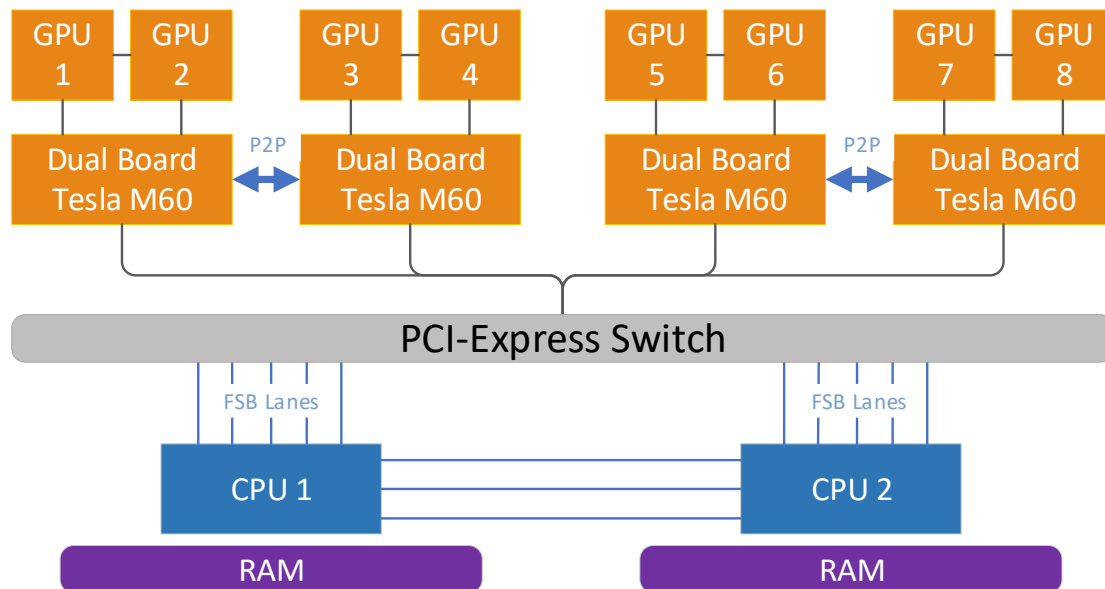 GPU
1
GPU
2
GPU
3
GPU
4
GPU
5
GPU
6
GPU
7
GPU
8
Dual Board
Tesla M60
P2P
Dual Board
Tesla M60
Dual Board
Tesla M60
P2P
Dual Board
Tesla M60
PCI-Express Switch
FSB Lanes
FSB Lanes
CPU 1
CPU 2
RAM
RAM